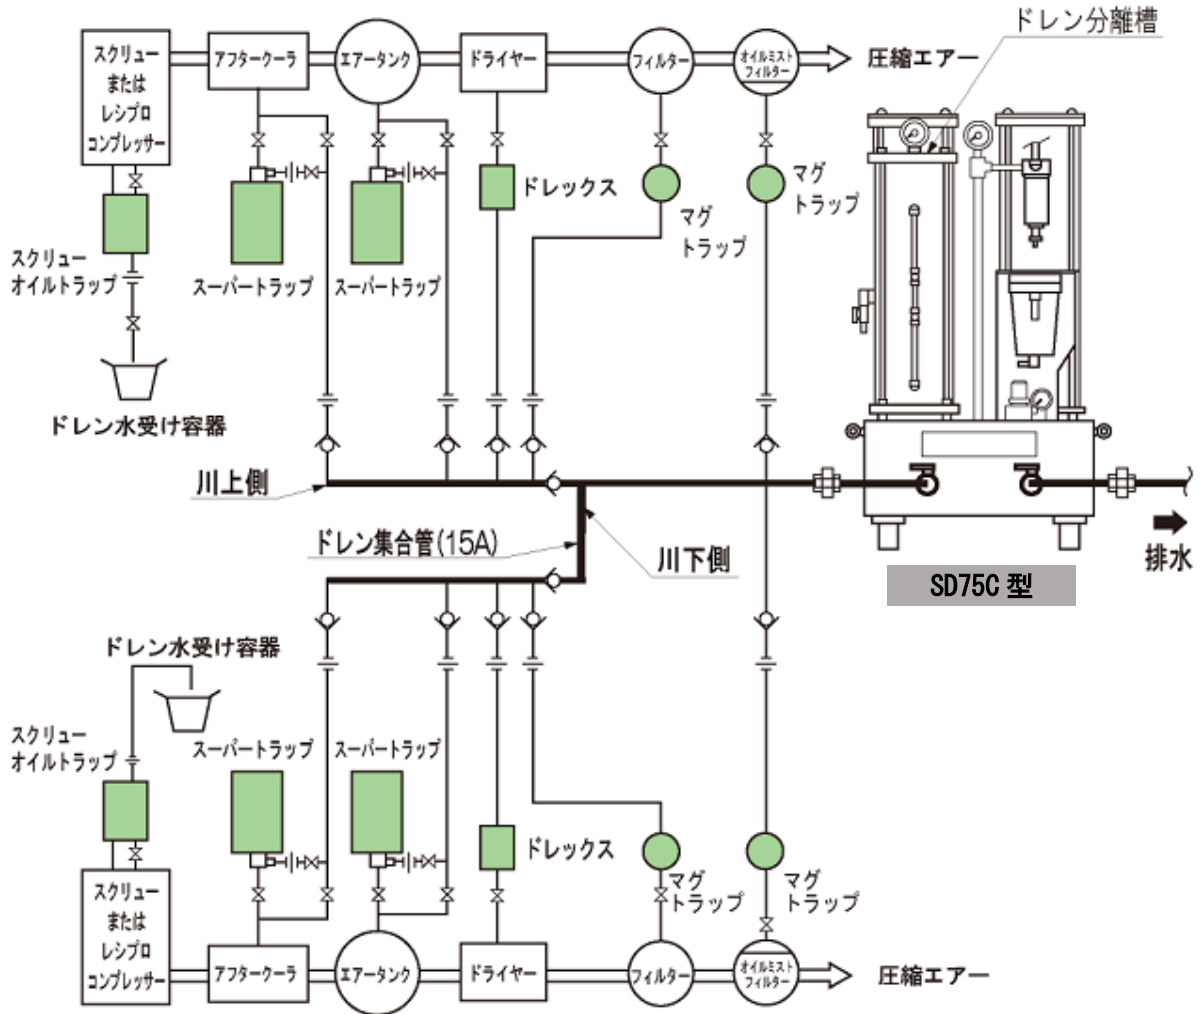 ドレン分離槽
スクリュー
または
レシプロ
コンプレッサー
アフタークーラ
エアータンク
ドライヤー
フィルター
オイルミスト
フィルター
圧縮エアー
ドレックス
マグ
トラップ
マグ
トラップ
スクリュー
オイルトラップ
スーパートラップ
スーパートラップ
ドレン水受け容器
川上側
ドレン集合管(15A)
川下側
排水
SD75C 型
ドレン水受け容器
スクリュー
オイルトラップ
スーパートラップ
スーパートラップ
ドレックス
マグ
トラップ
マグ
トラップ
スクリュー
または
レシプロ
コンプレッサー
アフタークーラ
エアータンク
ドライヤー
フィルター
オイルミスト
フィルター
圧縮エアー